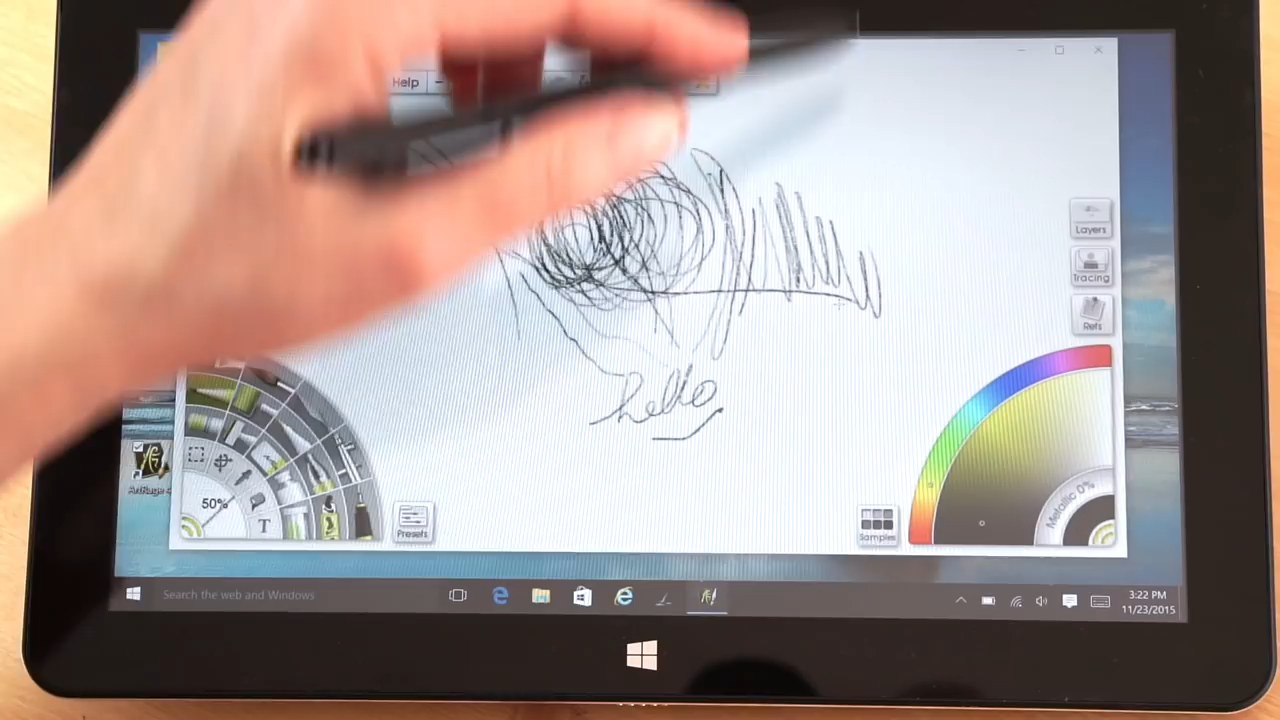 Help
Layers
Tracing
Refs
hello
50%
T
Presets
Samples
Metallic 0%
ArtRage 4
Search the web and Windows
3:22 PM
11/23/2015